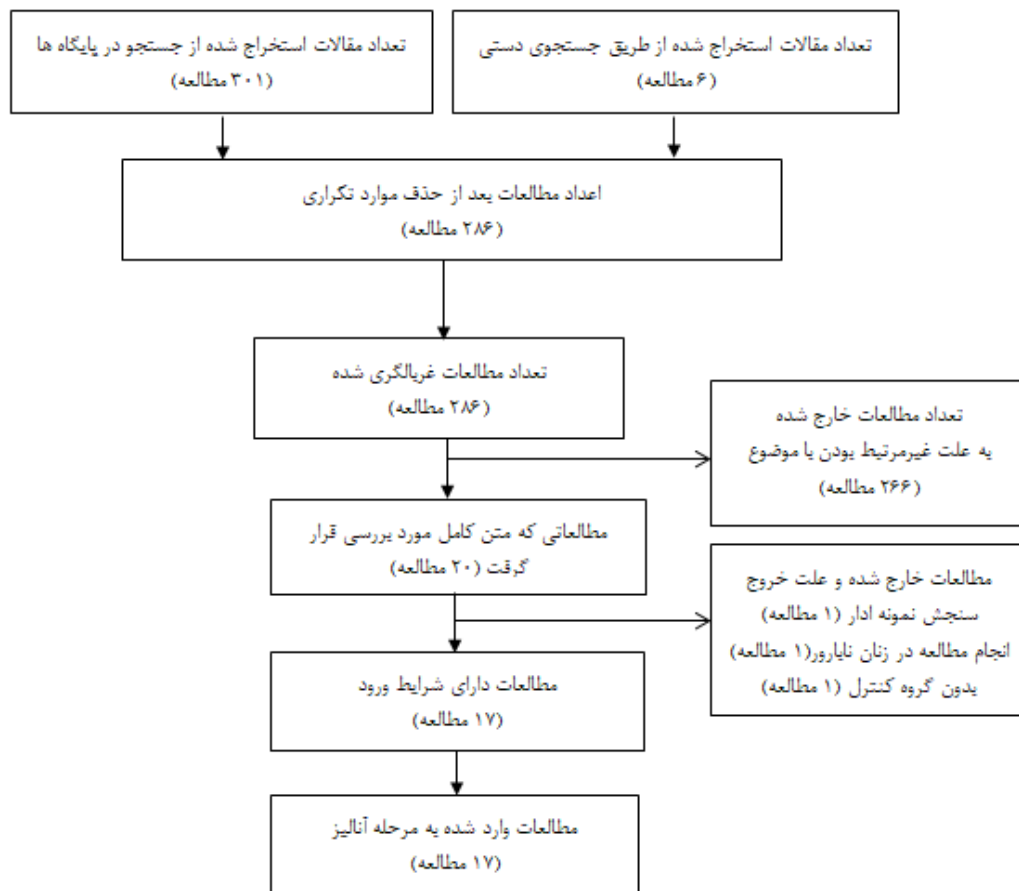 تعداد مقالات استخراج شده از طریق جستجوی دستی
(۶ مطالعه)
تعداد مقالات استخراج شده از جستجو در پایگاه ها
(۳۰۱ مطالعه)
اعداد مطالعات بعد از حذف موارد تکراری
(۲۸۶ مطالعه)
تعداد مطالعات غربالگری شده
(۲۸۶ مطالعه)
تعداد مطالعات خارج شده
به علت غیرمرتبط بودن با موضوع
(۲۶۶ مطالعه)
مطالعاتی که متن کامل مورد بررسی قرار
گرفت (۲۰ مطالعه)
مطالعات خارج شده و علت خروج
سنجش نمونه ادار (۱ مطالعه)
انجام مطالعه در زنان نابارور(۱ مطالعه)
بدون گروه کنترل (۱ مطالعه)
مطالعات دارای شرایط ورود
(۱۷ مطالعه)
مطالعات وارد شده به مرحله آنالیز
(۱۷ مطالعه)